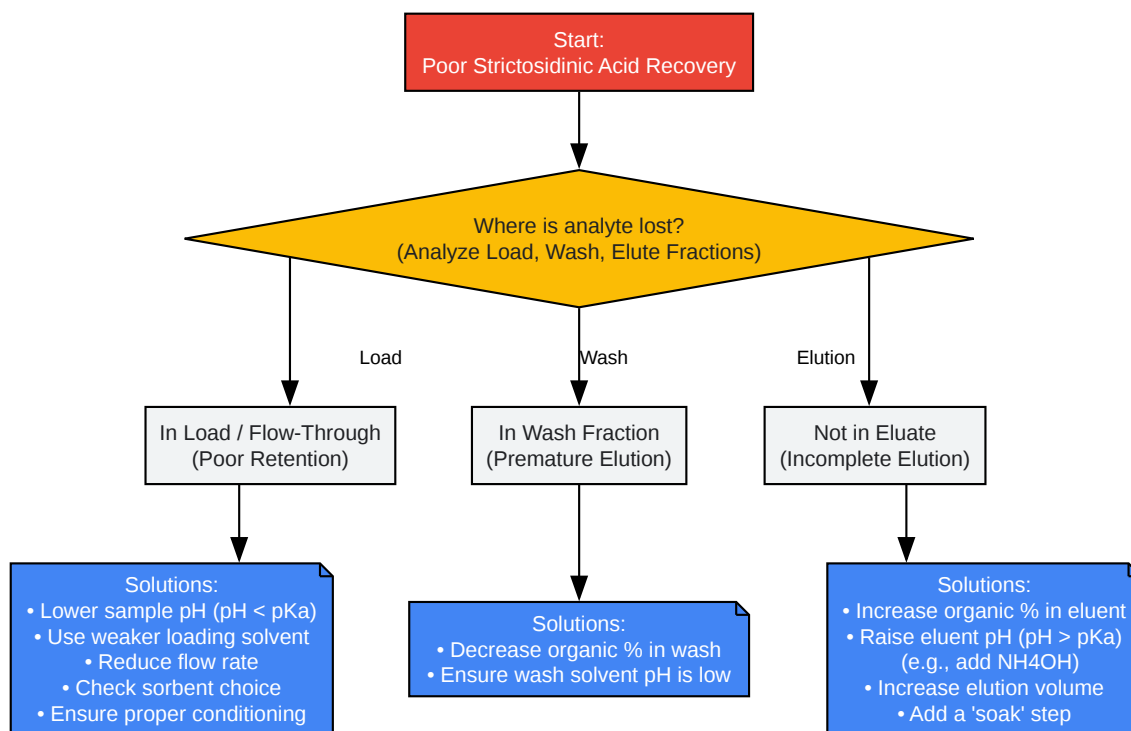 Start:
Poor Strictosidinic Acid Recovery
Where is analyte lost?
(Analyze Load, Wash, Elute Fractions)
Load
Wash
Elution
In Load / Flow-Through
(Poor Retention)
In Wash Fraction
(Premature Elution)
Not in Eluate
(Incomplete Elution)
Solutions:
• Lower sample pH (pH < pKa)
• Use weaker loading solvent
• Reduce flow rate
• Check sorbent choice
• Ensure proper conditioning
Solutions:
• Decrease organic % in wash
• Ensure wash solvent pH is low
Solutions:
• Increase organic % in eluent
• Raise eluent pH (pH > pKa)
(e.g., add NH4OH)
• Increase elution volume
• Add a 'soak' step